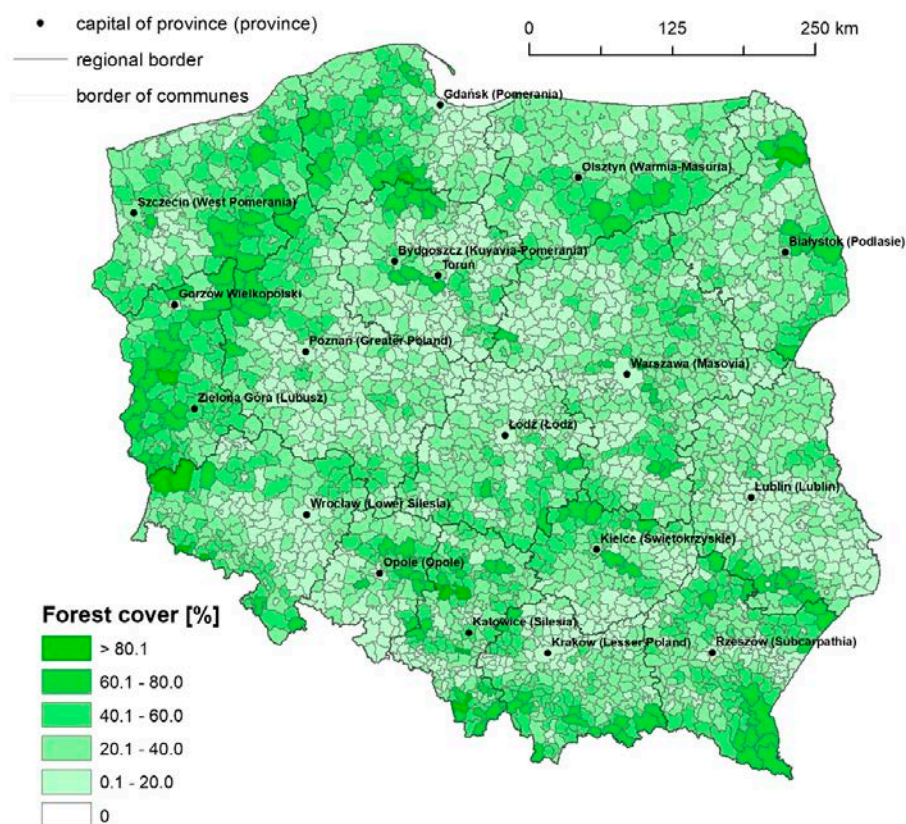 capital of province (province)
regional border
border of communes
0 125 250 km
Gdańsk (Pomerania)
Olsztyn (Warmia-Masuria)
Szczecin (West Pomerania)
Białystok (Podlasie)
Bydgoszcz (Kuyavia-Pomerania)
Toruń
Gorzów Wielkopolski
Poznań (Greater Poland)
Warszawa (Masovia)
Zielona Góra (Lubusz)
Łódź (Łódź)
Lublin (Lublin)
Wrocław (Lower Silesia)
Kielce (Świętokrzyskie)
Opole (Opole)
Katowice (Silesia)
Kraków (Lesser Poland)
Rzeszów (Subcarpathia)
Forest cover [%]
> 80.1
60.1 - 80.0
40.1 - 60.0
20.1 - 40.0
0.1 - 20.0
0